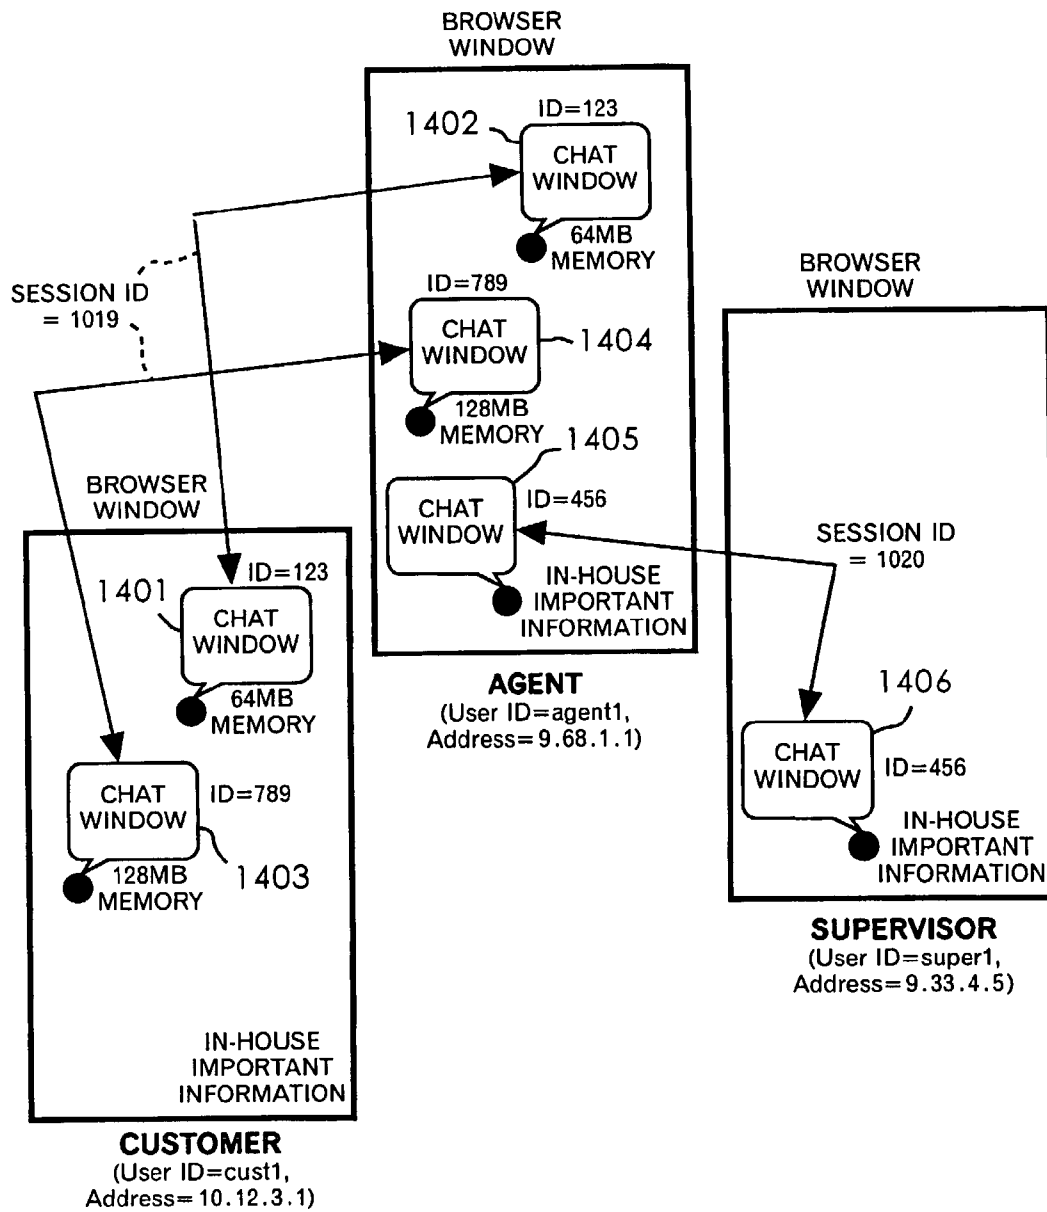 BROWSER
WINDOW
ID=123
1402
CHAT
WINDOW
64MB
MEMORY
SESSION ID
= 1019
ID=789
CHAT
WINDOW
1404
128MB
MEMORY
1405
CHAT
WINDOW
ID=456
IN-HOUSE
IMPORTANT
INFORMATION
AGENT
(User ID=agent1,
Address=9.68.1.1)
BROWSER
WINDOW
SESSION ID
= 1020
1406
CHAT
WINDOW
ID=456
IN-HOUSE
IMPORTANT
INFORMATION
SUPERVISOR
(User ID=super1,
Address=9.33.4.5)
BROWSER
WINDOW
ID=123
1401
CHAT
WINDOW
64MB
MEMORY
CHAT
WINDOW
ID=789
1403
128MB
MEMORY
IN-HOUSE
IMPORTANT
INFORMATION
CUSTOMER
(User ID=cust1,
Address=10.12.3.1)